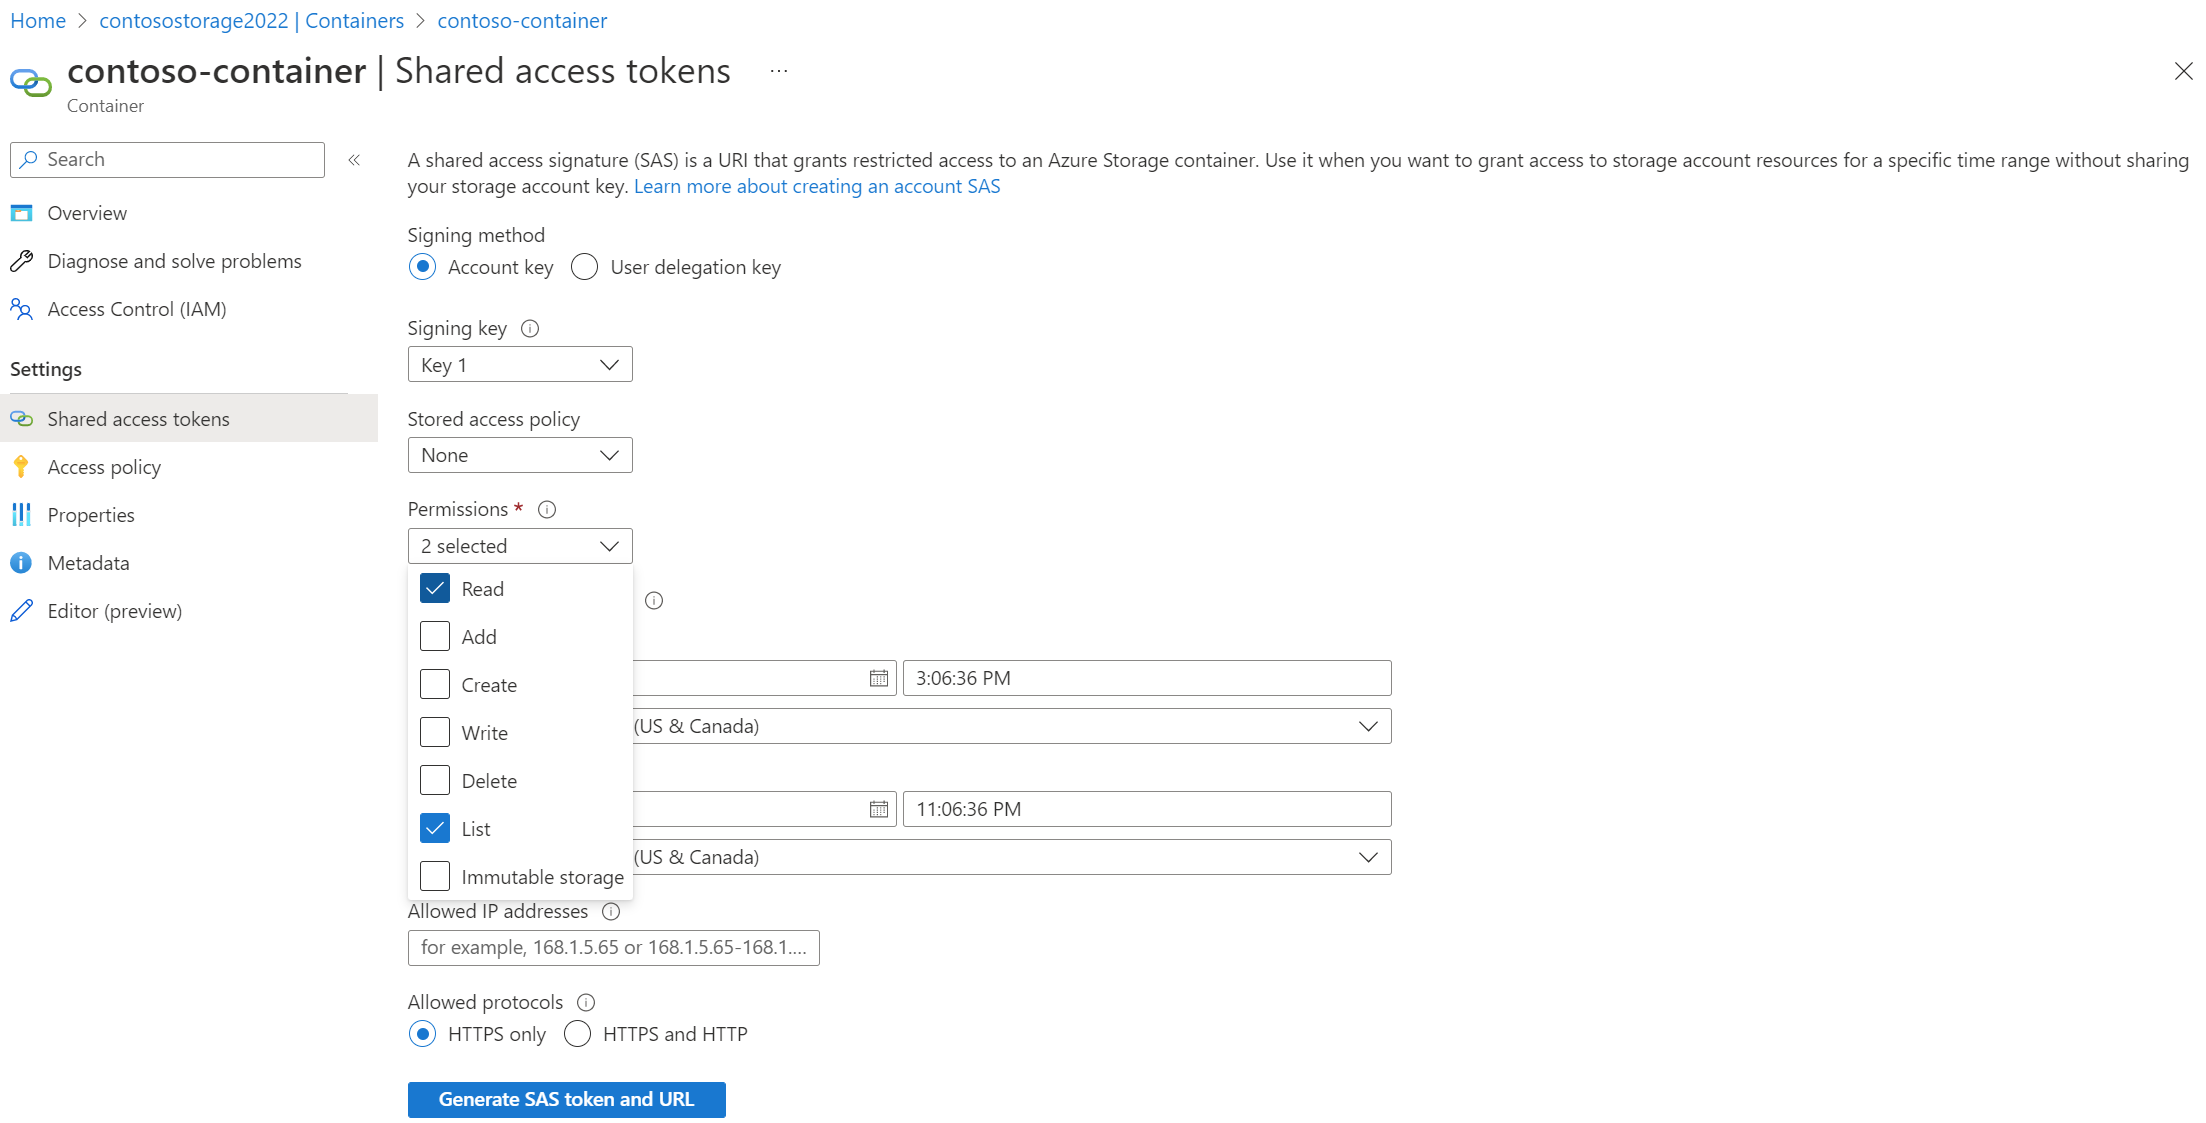 Home > contosostorage2022 | Containers > contoso-container
contoso-container | Shared access tokens ...
Container
Search «
Overview
Diagnose and solve problems
Access Control (IAM)
Settings
Shared access tokens
Access policy
Properties
Metadata
Editor (preview)
A shared access signature (SAS) is a URI that grants restricted access to an Azure Storage container. Use it when you want to grant access to storage account resources for a specific time range without sharing
your storage account key. Learn more about creating an account SAS
Signing method
Account key User delegation key
Signing key
Key 1
Stored access policy
None
Permissions *
2 selected
Read
Add
Create
Write
Delete
List
Immutable storage
3:06:36 PM
(US & Canada)
11:06:36 PM
(US & Canada)
Allowed IP addresses
for example, 168.1.5.65 or 168.1.5.65-168.1....
Allowed protocols
HTTPS only HTTPS and HTTP
Generate SAS token and URL